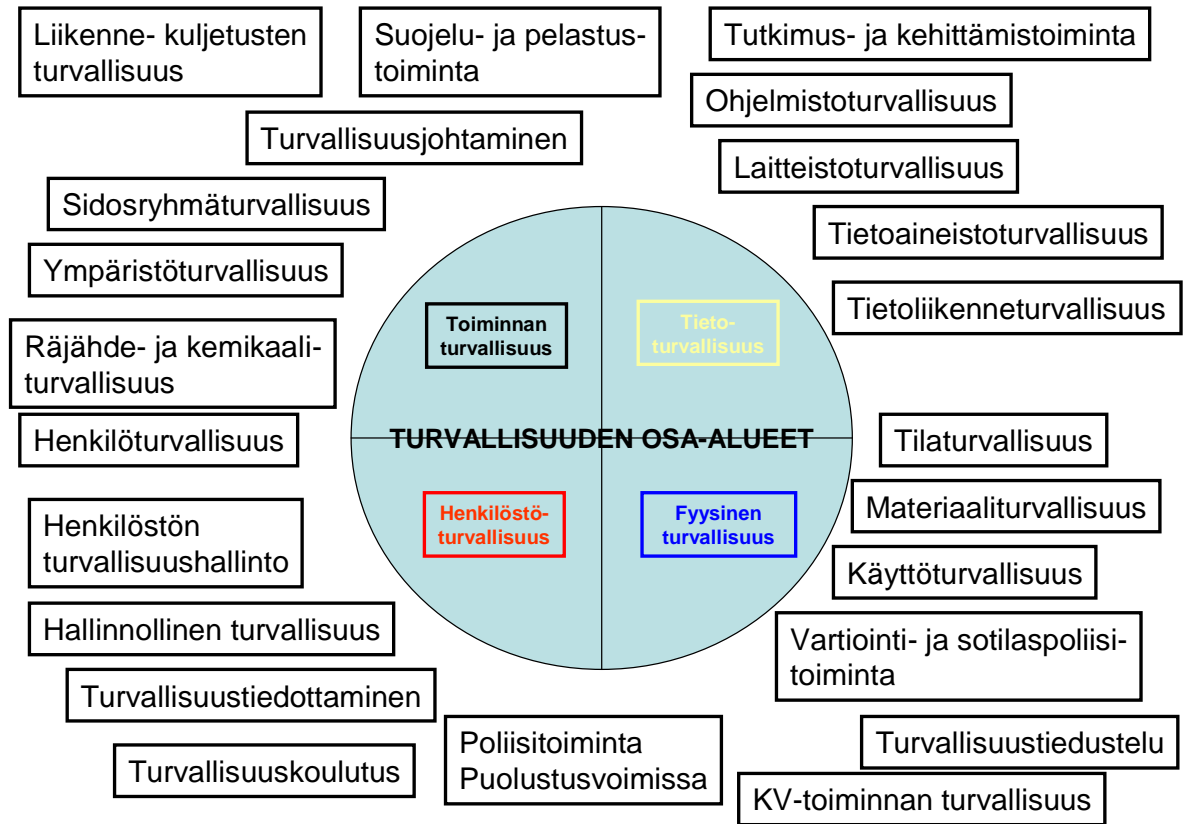 Liikenne- kuljetusten
turvallisuus
Suojelu- ja pelastus-
toiminta
Tutkimus- ja kehittämistoiminta
Ohjelmistoturvallisuus
Turvallisuusjohtaminen
Laitteistoturvallisuus
Sidosryhmäturvallisuus
Tietoaineistoturvallisuus
Ympäristöturvallisuus
Tietoliikenneturvallisuus
Räjähde- ja kemikaali-
turvallisuus
Toiminnan
turvallisuus
Tieto-
turvallisuus
Henkilöturvallisuus
TURVALLISUUDEN OSA-ALUEET
Tilaturvallisuus
Henkilöstö-
turvallisuus
Fyysinen
turvallisuus
Materiaaliturvallisuus
Henkilöstön
turvallisuushallinto
Käyttöturvallisuus
Hallinnollinen turvallisuus
Vartiointi- ja sotilaspoliisi-
toiminta
Turvallisuustiedottaminen
Poliisitoiminta
Puolustusvoimissa
Turvallisuustiedustelu
Turvallisuuskoulutus
KV-toiminnan turvallisuus